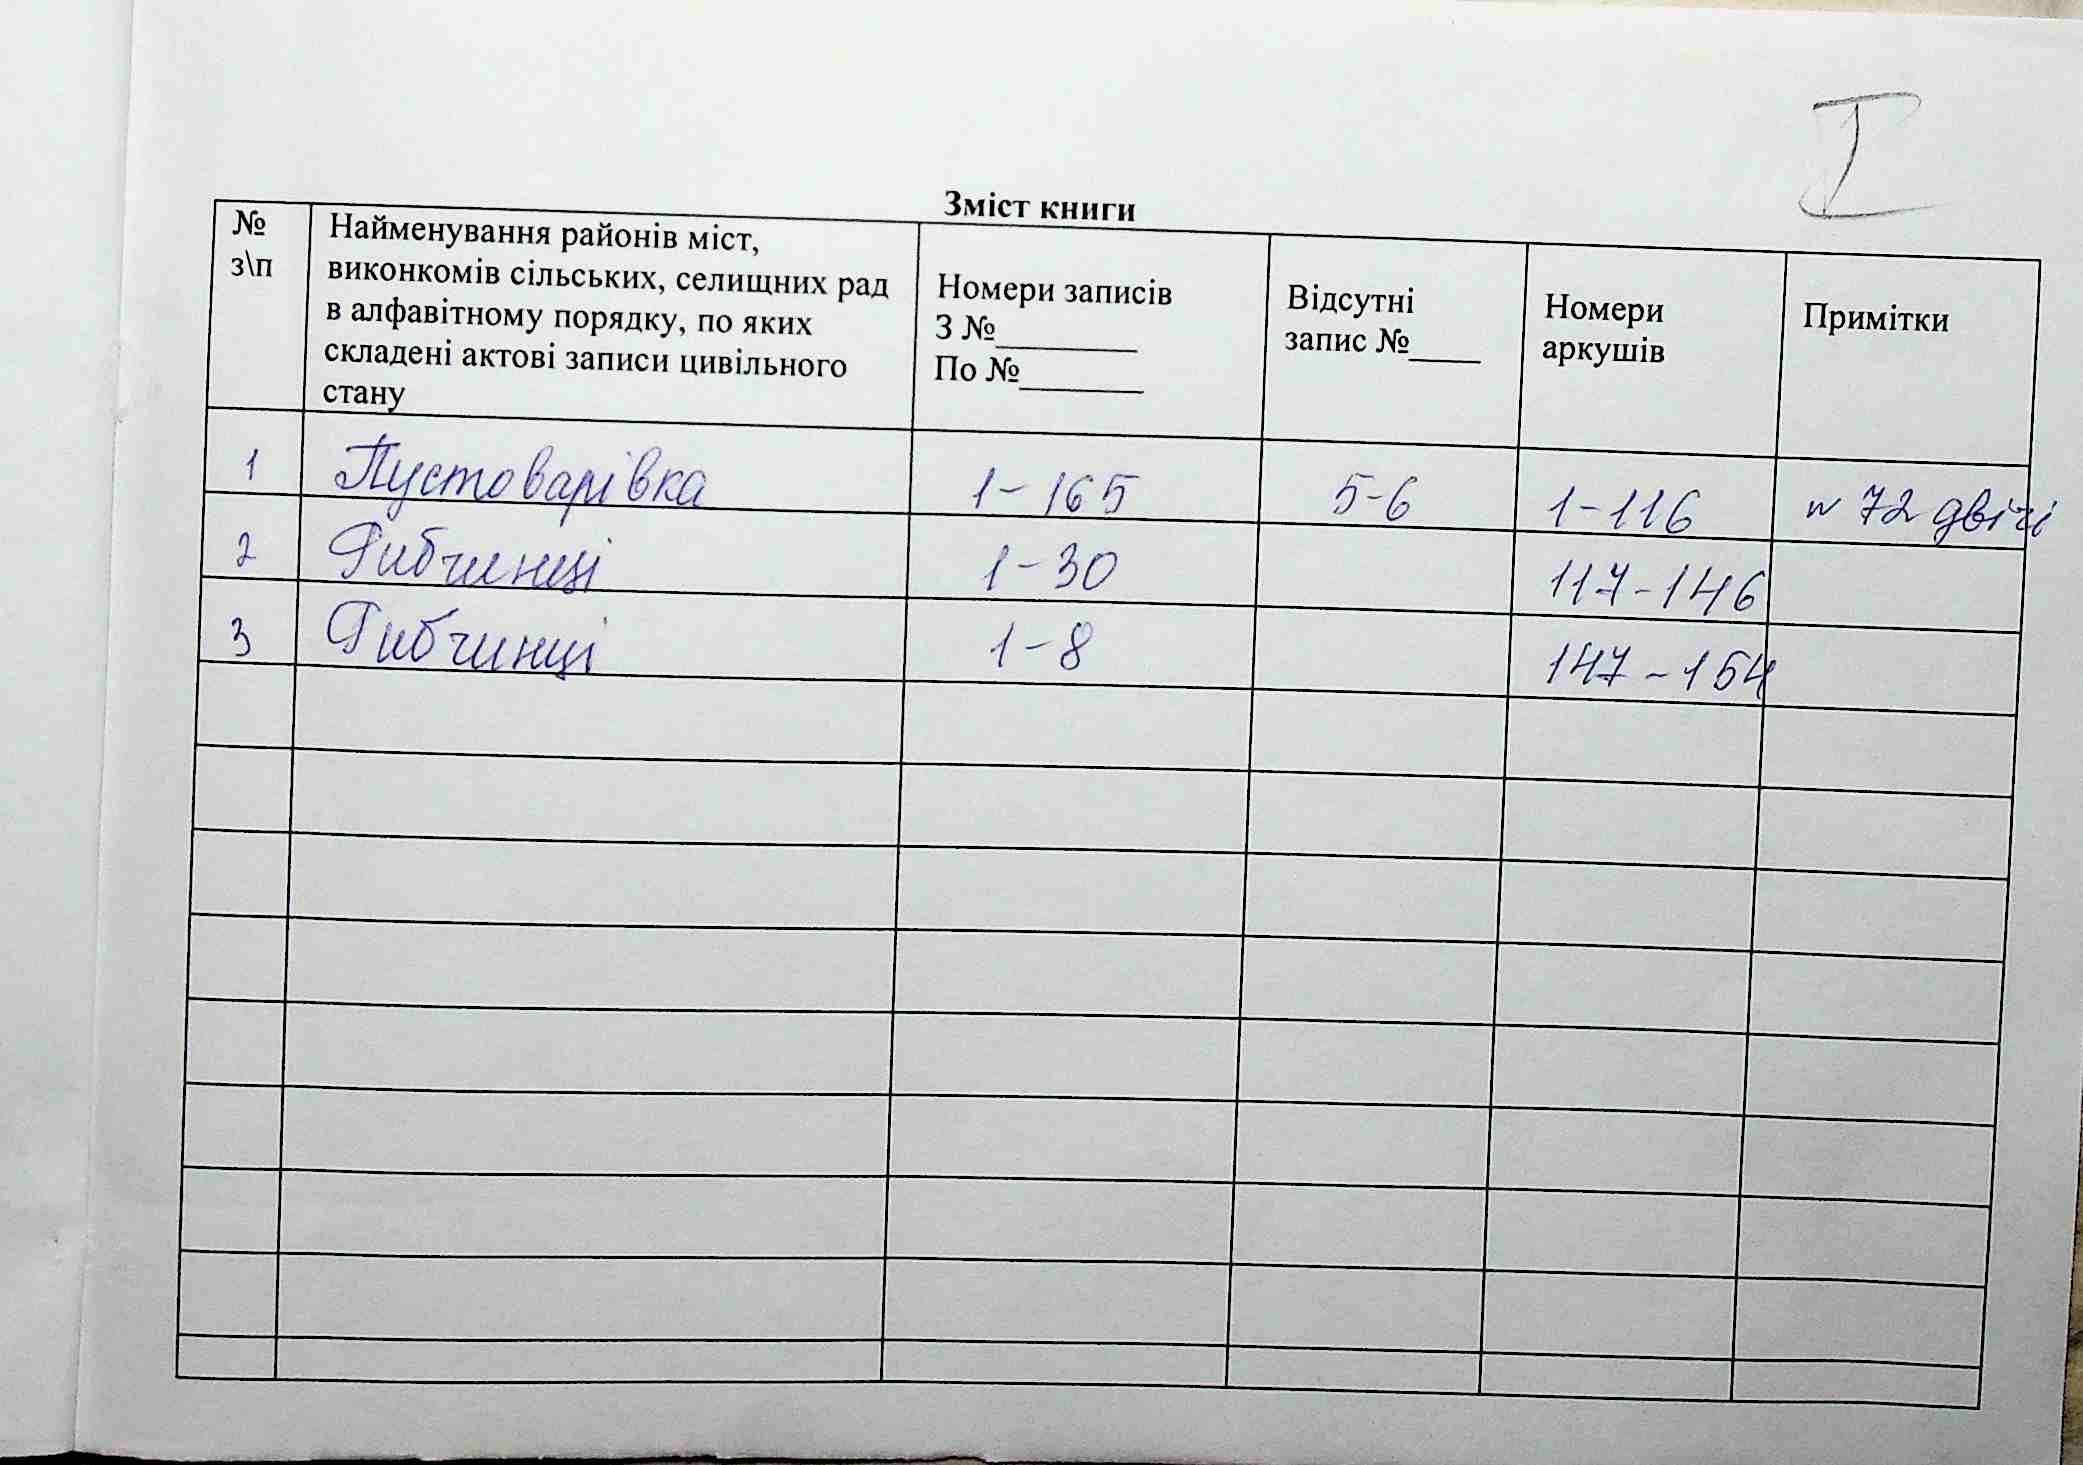 I
Зміст книги
№ з\п
Найменування районів міст,
виконкомів сільських, селищних рад
в алфавітному порядку, по яких
складені актові записи цивільного
стану
Номери записів
З №________
По №_______
Відсутні
запис №____
Номери
аркушів
Примітки
1 Пустоварівка 1-165 5-6 1-116 № 72 двічі
2 Рибчинці 1-30 117-146
3 Рибчинці 1-8 147-154